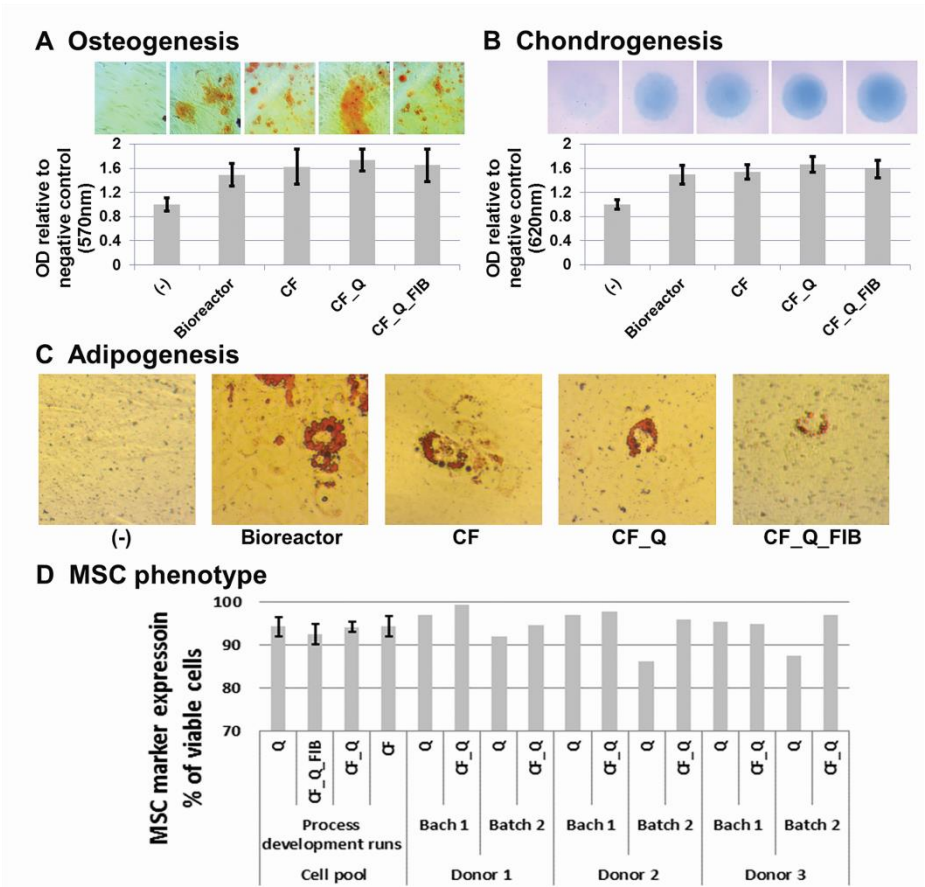 A Osteogenesis
OD relative to
negative control
(570nm)
2
1.6
1.2
0.8
0.4
0
(-)
Bioreactor
CF
CF_Q
CF_Q_FIB
B Chondrogenesis
OD relative to
negative control
(620nm)
2
1.6
1.2
0.8
0.4
0
(-)
Bioreactor
CF
CF_Q
CF_Q_FIB
C Adipogenesis
(-) Bioreactor CF CF_Q CF_Q_FIB
D MSC phenotype
MSC marker expressoin
% of viable cells
100
90
80
70
Q CF_Q_FIB CF_Q CF Q CF_Q Q CF_Q Q CF_Q Q CF_Q Q CF_Q Q CF_Q
Process
development runs
Bach 1 Batch 2 Bach 1 Batch 2 Bach 1 Batch 2
Cell pool Donor 1 Donor 2 Donor 3